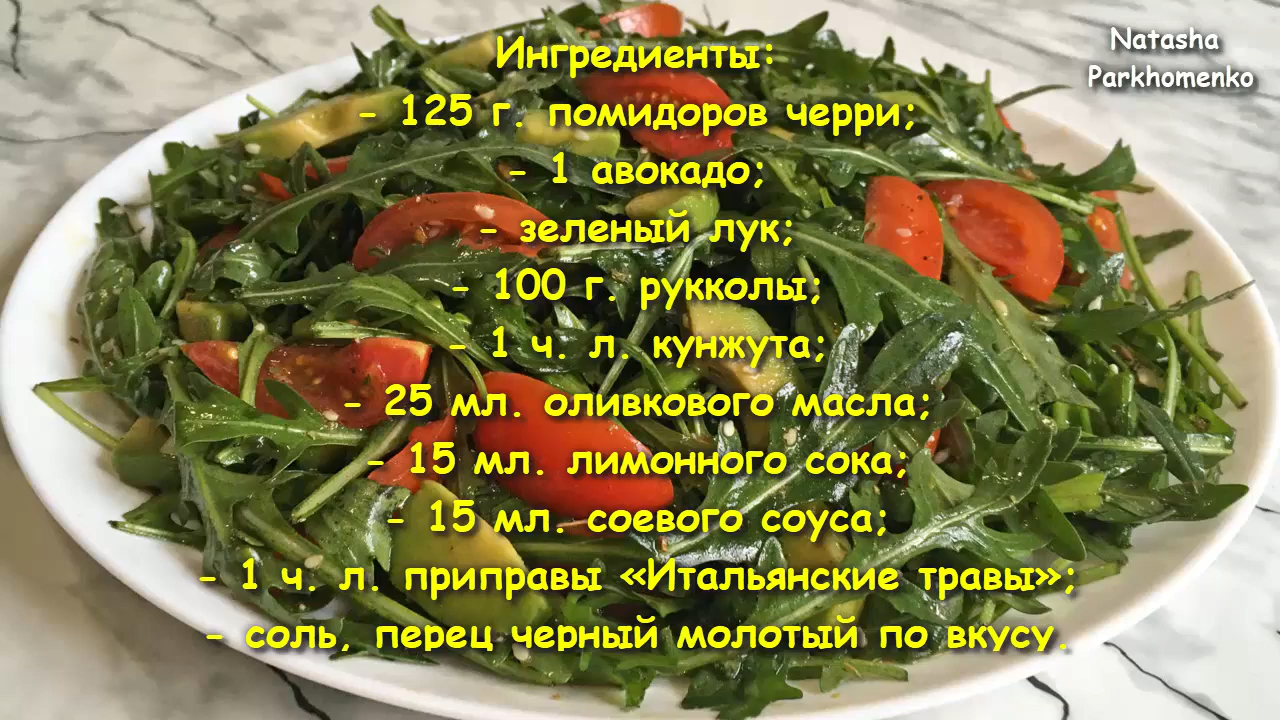 Ингредиенты:
Natasha
Parkhomenko
- 125 г. помидоров черри;
- 1 авокадо;
- зеленый лук;
- 100 г. рукколы;
- 1 ч. л. кунжута;
- 25 мл. оливкового масла;
- 15 мл. лимонного сока;
- 15 мл. соевого соуса;
- 1 ч. л. приправы «Итальянские травы»;
- соль, перец черный молотый по вкусу.